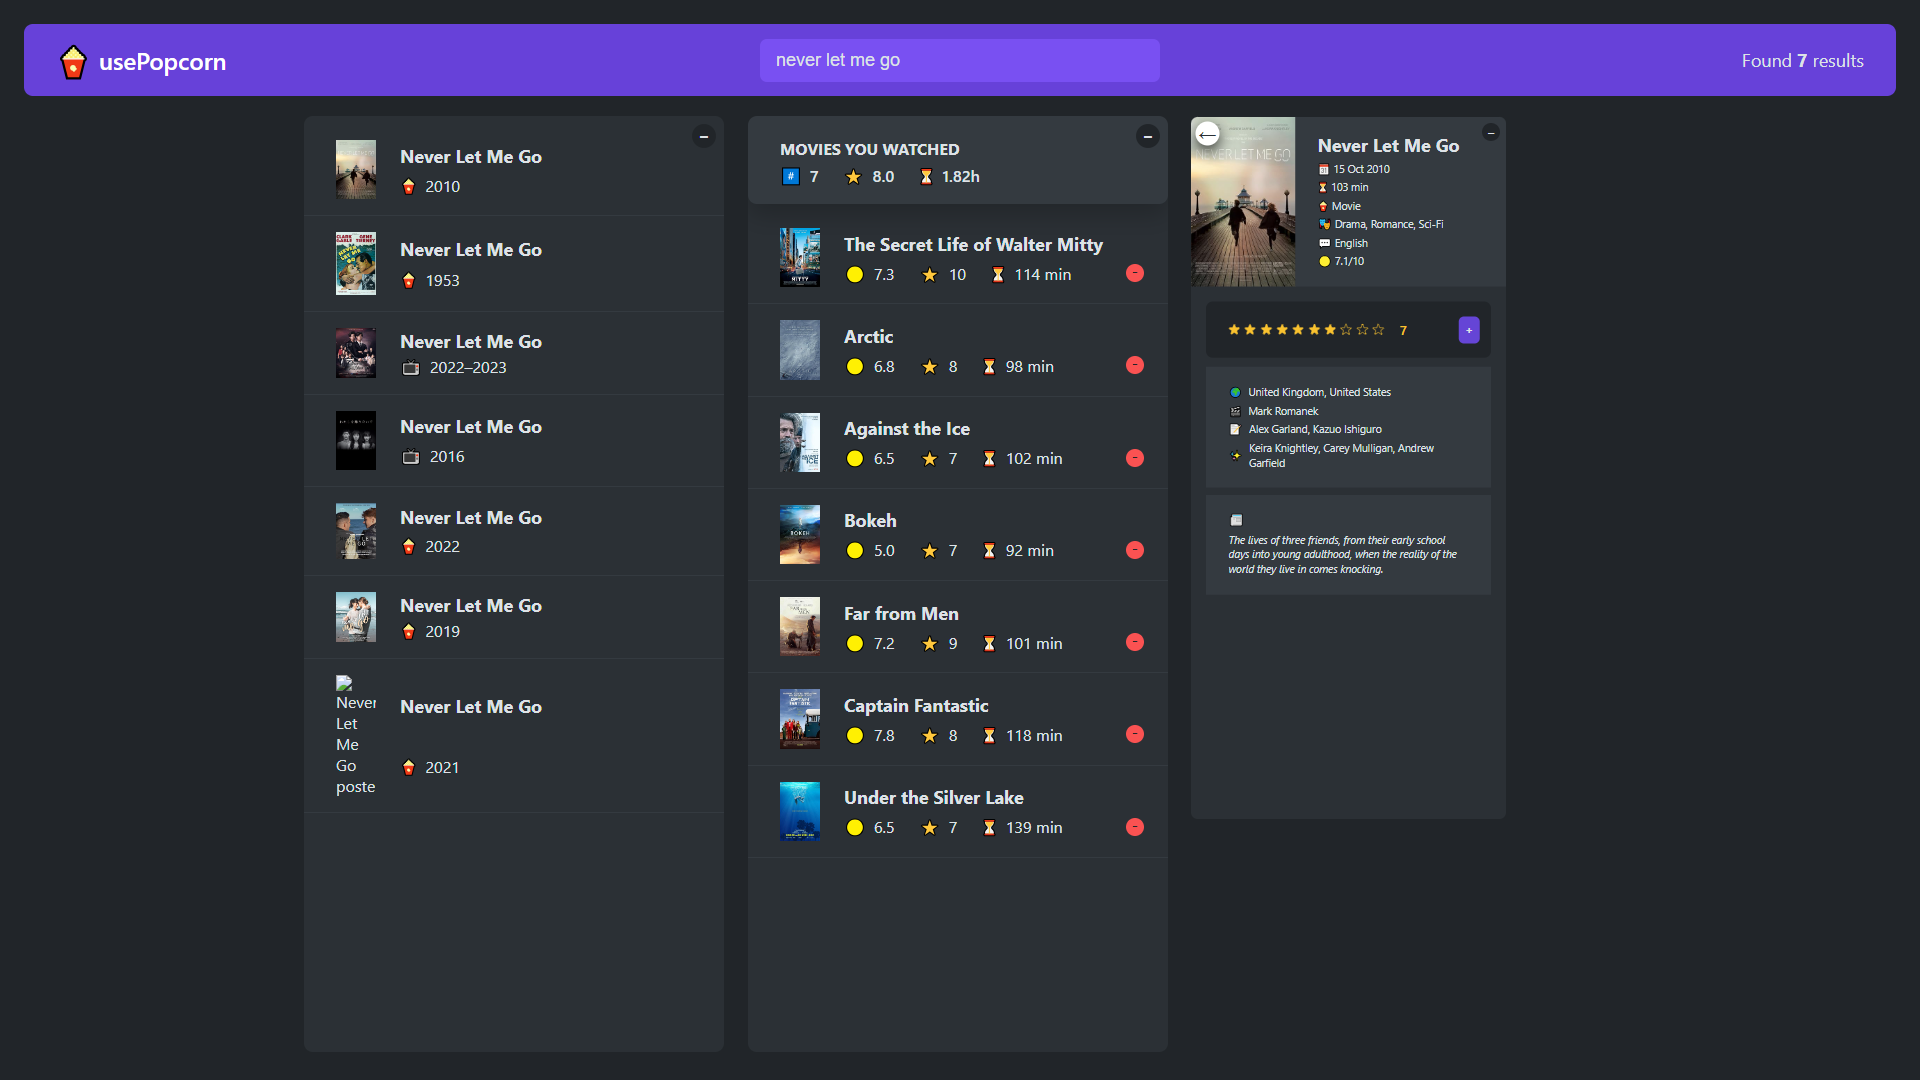 usePopcorn
never let me go
Found 7 results
Never Let Me Go
2010
Never Let Me Go
1953
Never Let Me Go
2022–2023
Never Let Me Go
2016
Never Let Me Go
2022
Never Let Me Go
2019
Never
Let
Me
Go
poste
Never Let Me Go
2021
MOVIES YOU WATCHED
# 7 8.0 1.82h
The Secret Life of Walter Mitty
7.3 10 114 min
Arctic
6.8 8 98 min
Against the Ice
6.5 7 102 min
Bokeh
5.0 7 92 min
Far from Men
7.2 9 101 min
Captain Fantastic
7.8 8 118 min
Under the Silver Lake
6.5 7 139 min
NEVER LET ME GO
Never Let Me Go
15 Oct 2010
103 min
Movie
Drama, Romance, Sci-Fi
English
7.1/10
7 +
United Kingdom, United States
Mark Romanek
Alex Garland, Kazuo Ishiguro
Keira Knightley, Carey Mulligan, Andrew
Garfield
The lives of three friends, from their early school
days into young adulthood, when the reality of the
world they live in comes knocking.